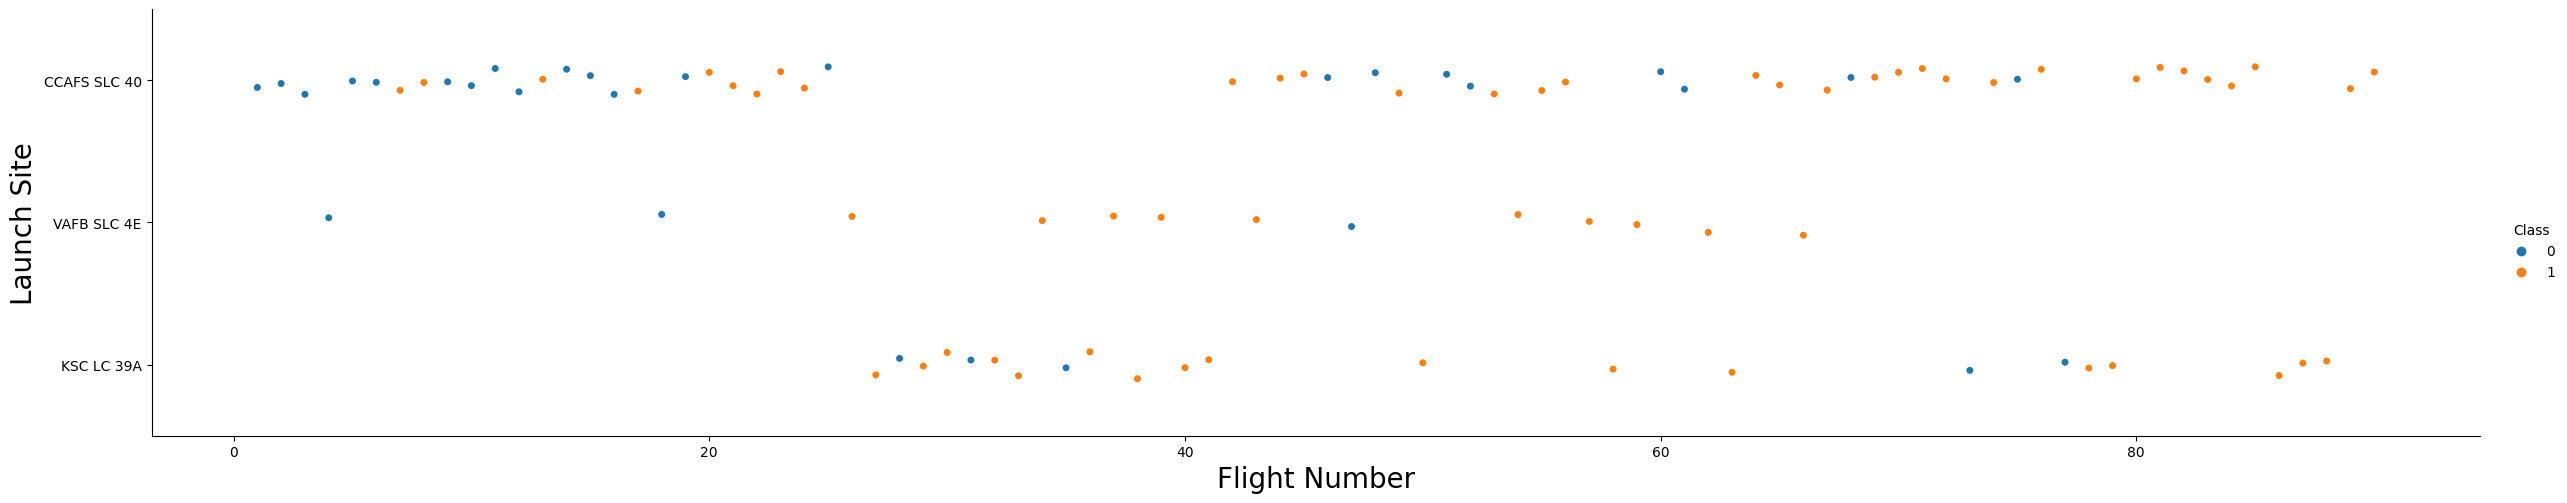 Launch Site
CCAFS SLC 40
VAFB SLC 4E
KSC LC 39A
0 20 40 60 80
Flight Number
Class
0
1